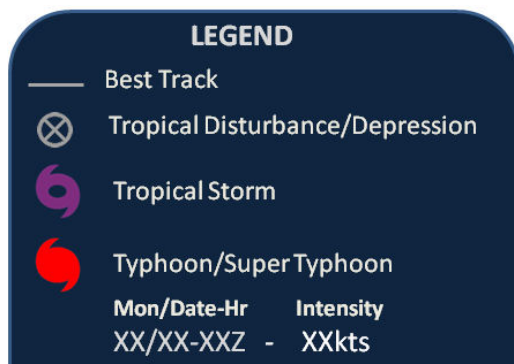 LEGEND
Best Track
Tropical Disturbance/Depression
Tropical Storm
Typhoon/Super Typhoon
Mon/Date-Hr Intensity
XX/XX-XXZ - XXkts